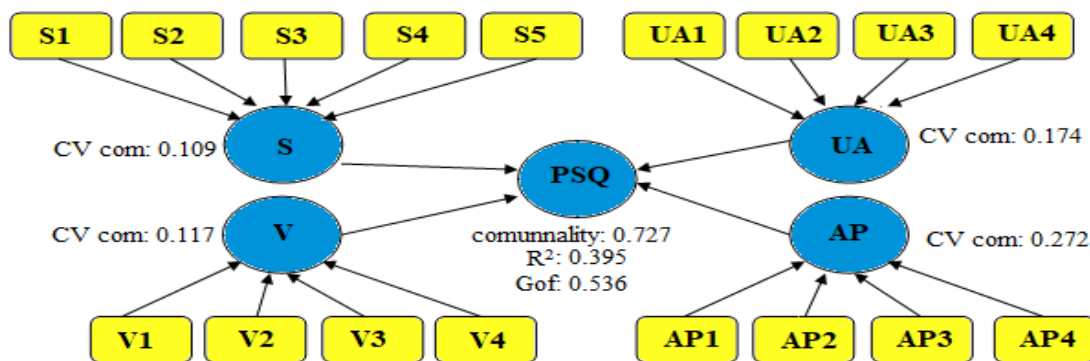 S1 S2 S3 S4 S5 UA1 UA2 UA3 UA4
CV com: 0.109 S PSQ UA CV com: 0.174
CV com: 0.117 V AP CV com: 0.272
comunnality: 0.727
R²: 0.395
Gof: 0.536
V1 V2 V3 V4 AP1 AP2 AP3 AP4